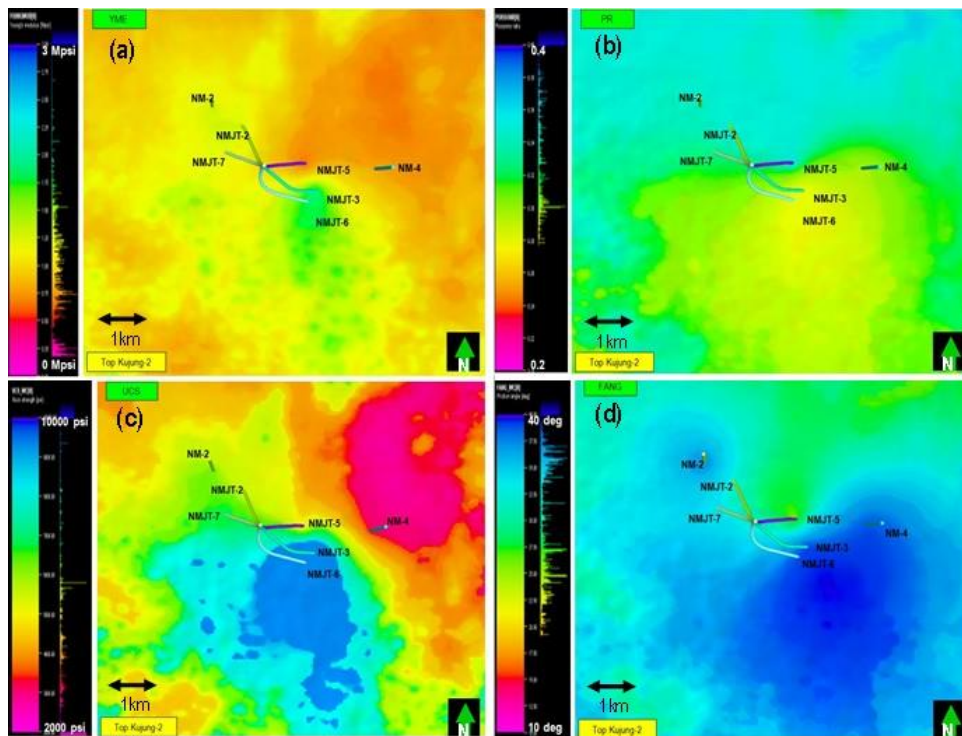 YME
(a)
3 Mpsi
NM-2
NMJT-2
NMJT-7
NMJT-5
NM-4
NMJT-3
NMJT-6
1km
0 Mpsi
Top Kujung-2
N
PR
(b)
0.4
NM-2
NMJT-2
NMJT-7
NMJT-5
NM-4
NMJT-3
NMJT-6
1km
0.2
Top Kujung-2
N
UCS
(c)
10000 psi
NM-2
NMJT-2
NMJT-7
NMJT-5
NM-4
NMJT-3
NMJT-6
1km
2000 psi
Top Kujung-2
N
FANG
(d)
40 deg
NM-2
NMJT-2
NMJT-7
NMJT-5
NM-4
NMJT-3
NMJT-6
1km
10 deg
Top Kujung-2
N